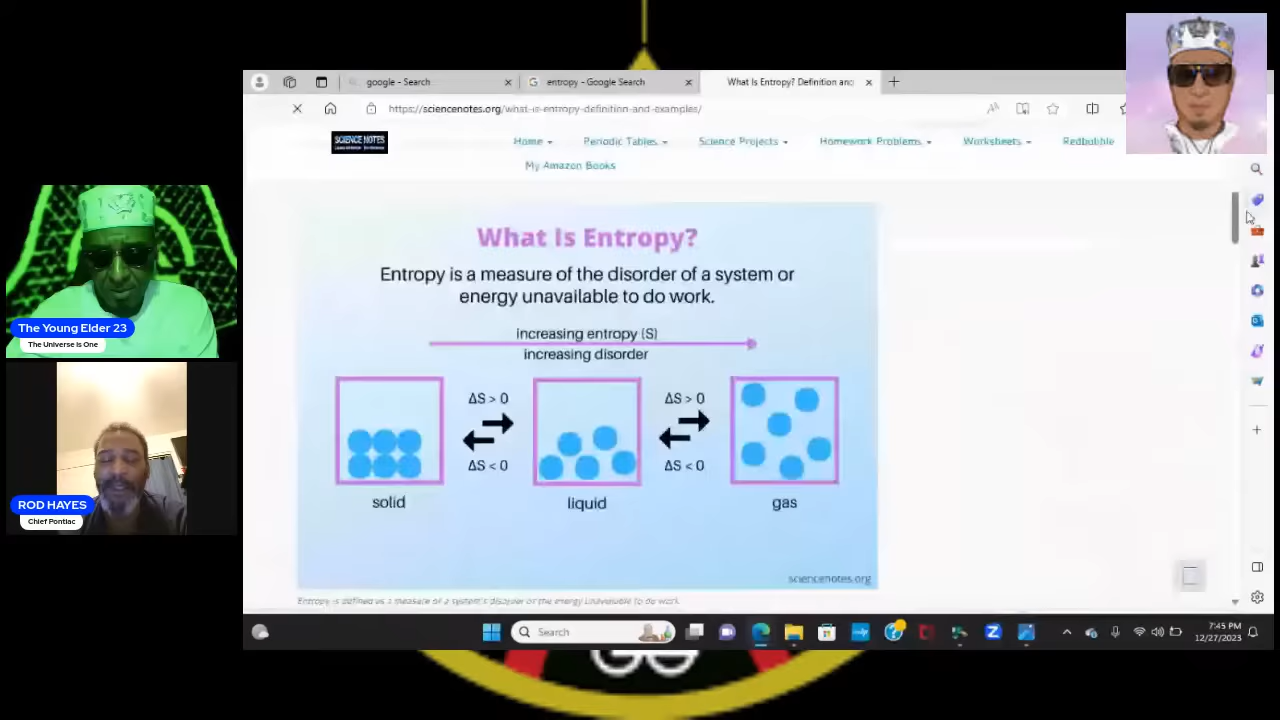 google - Search
entropy - Google Search
What Is Entropy? Definition and
https://sciencenotes.org/what-is-entropy-definition-and-examples/
SCIENCE NOTES
Home
Periodic Tables
Science Projects
Homework Problems
Worksheets
Redbubble
My Amazon Books
What Is Entropy?
Entropy is a measure of the disorder of a system or
energy unavailable to do work.
increasing entropy (S)
increasing disorder
ΔS > 0
ΔS > 0
ΔS < 0
ΔS < 0
solid
liquid
gas
sciencenotes.org
Entropy is defined as a measure of a system's disorder or the energy unavailable to do work.
The Young Elder 23
The Universe is One
ROD HAYES
Chief Pontiac
Search
7:45 PM
12/27/2023